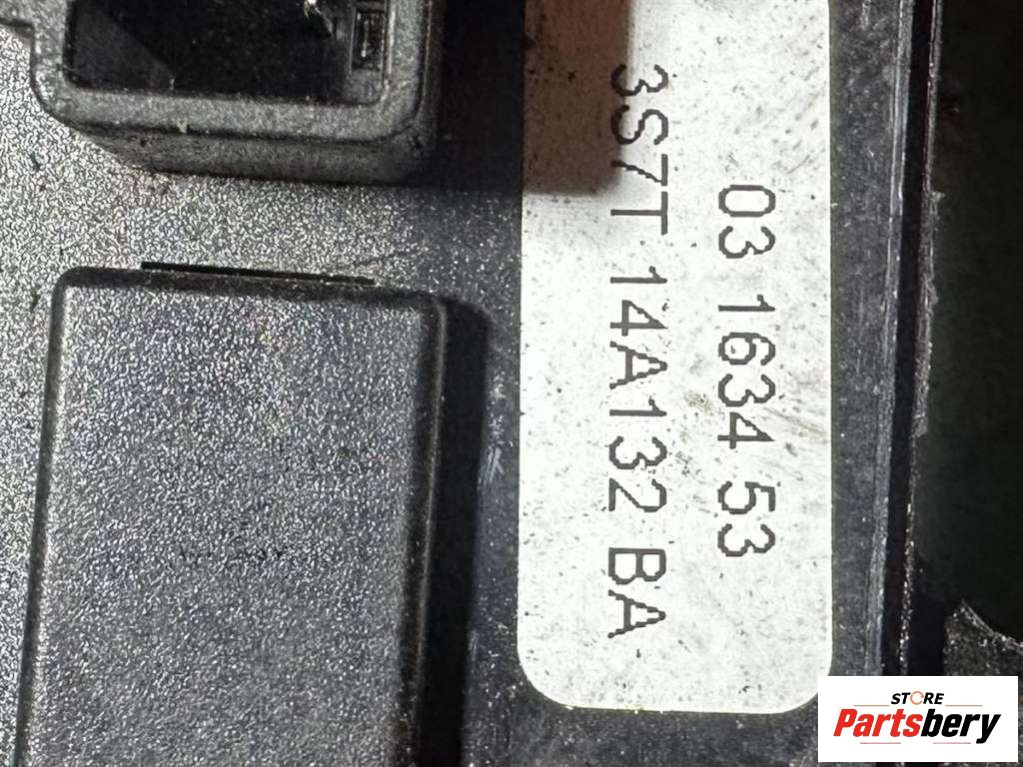 03 1634 53
3S7T 14A132 BA
STORE
Partsbery